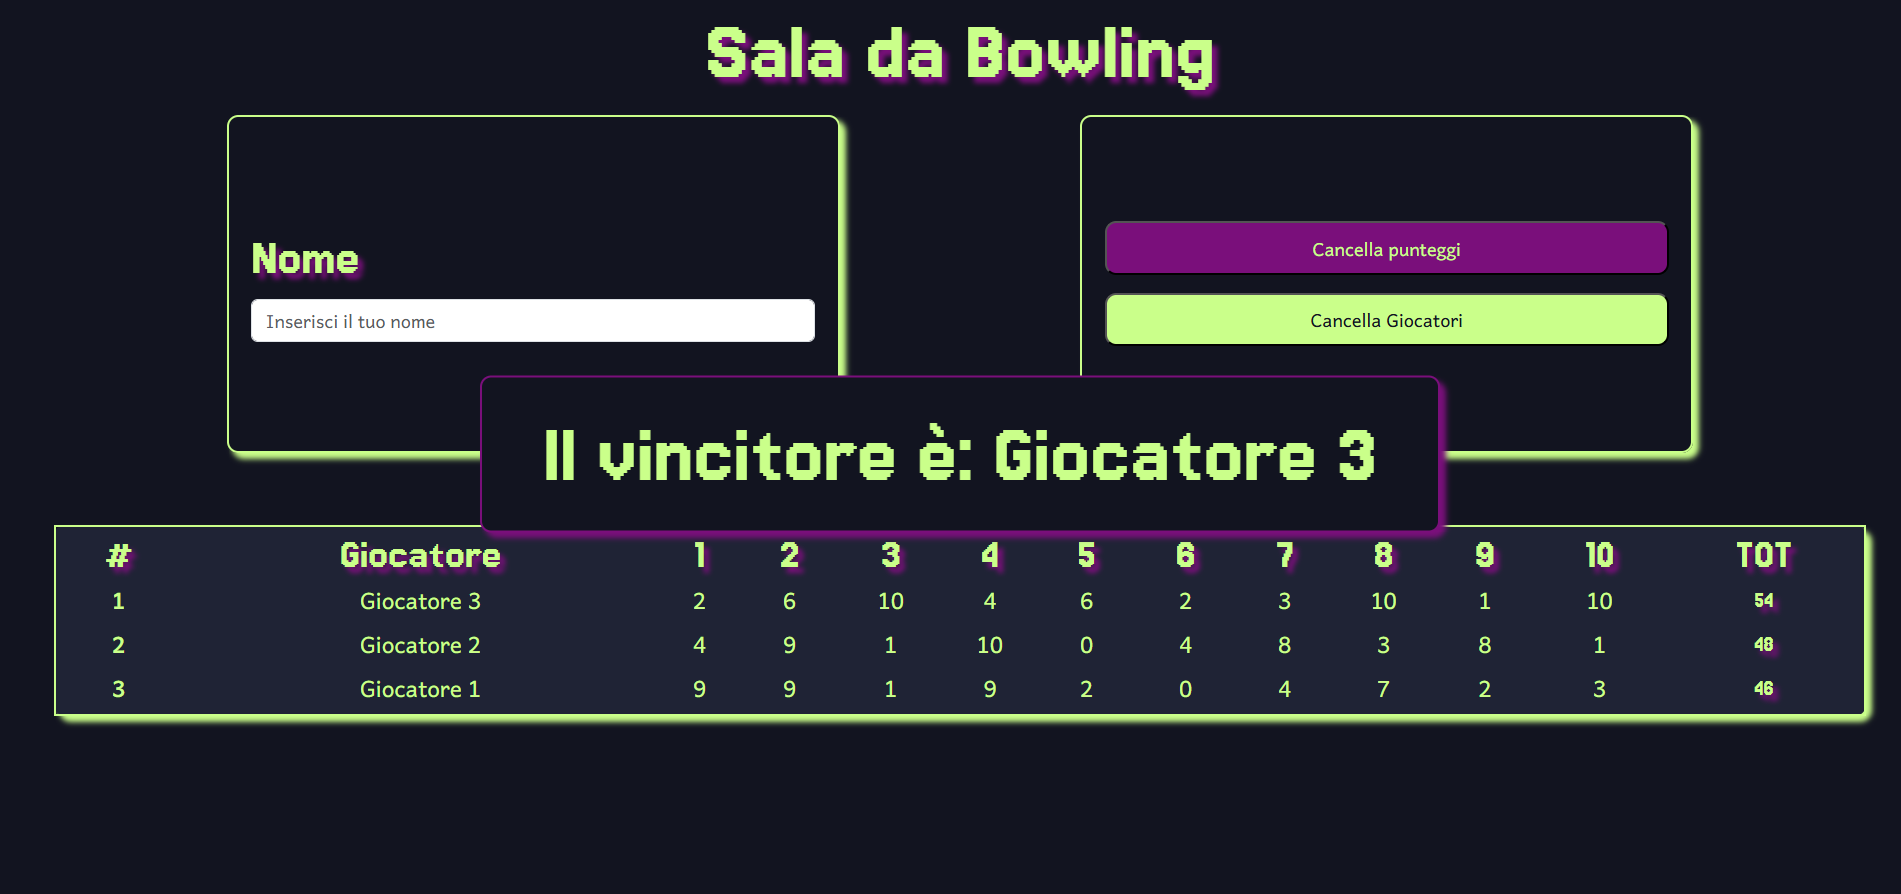 Sala da Bowling
Nome
Inserisci il tuo nome
Cancella punteggi
Cancella Giocatori
Il vincitore è: Giocatore 3
# Giocatore 1 2 3 4 5 6 7 8 9 10 TOT
1 Giocatore 3 2 6 10 4 6 2 3 10 1 10 54
2 Giocatore 2 4 9 1 10 0 4 8 3 8 1 48
3 Giocatore 1 9 9 1 9 2 0 4 7 2 3 46